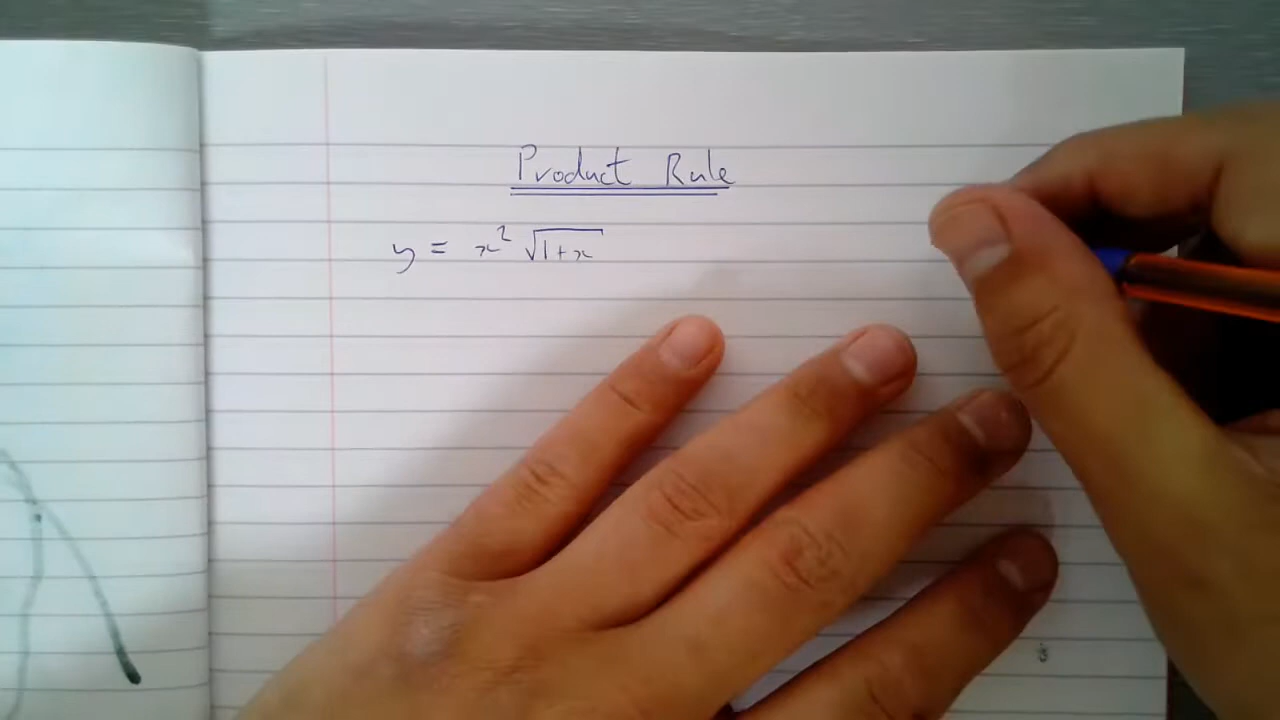 Product Rule
y = x² √(1+x)